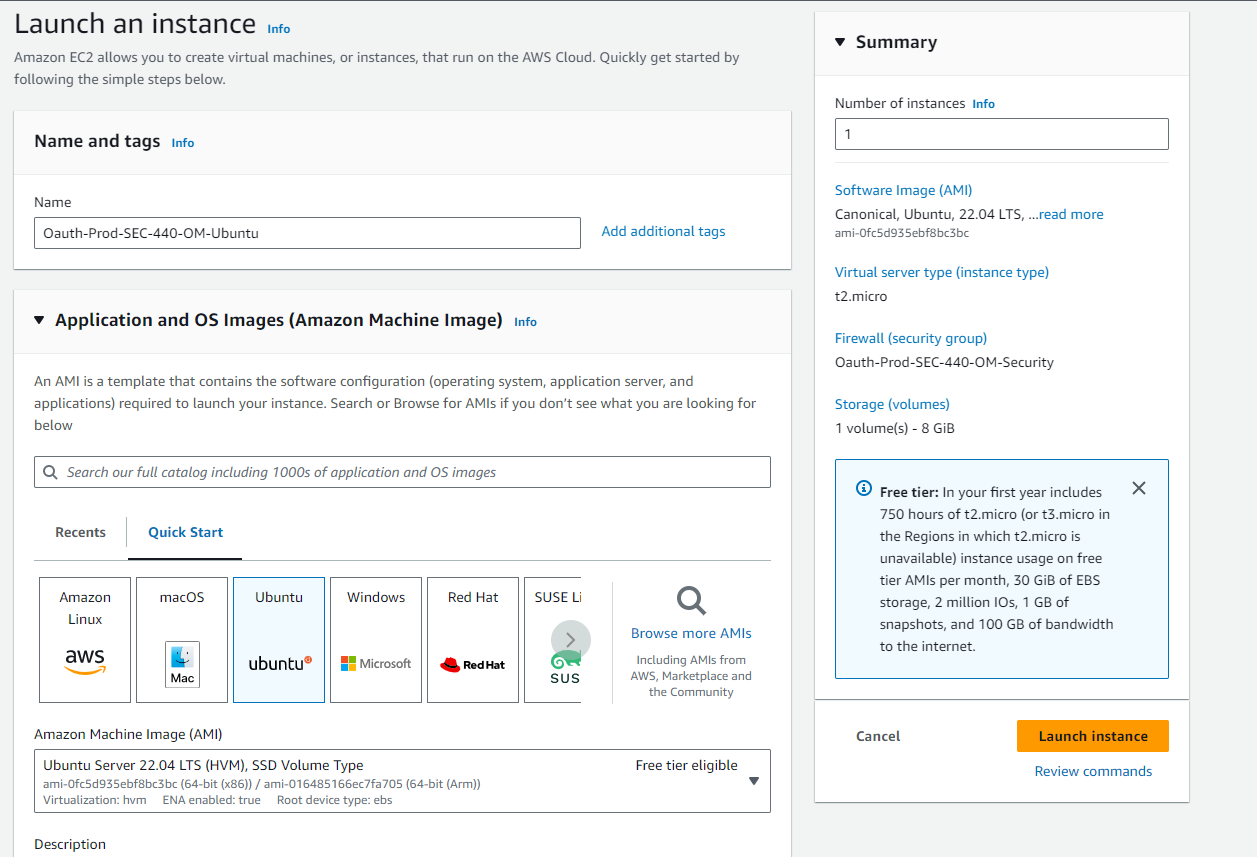 Launch an instance Info
Amazon EC2 allows you to create virtual machines, or instances, that run on the AWS Cloud. Quickly get started by
following the simple steps below.
Name and tags Info
Name
Oauth-Prod-SEC-440-OM-Ubuntu
Add additional tags
Application and OS Images (Amazon Machine Image) Info
An AMI is a template that contains the software configuration (operating system, application server, and
applications) required to launch your instance. Search or Browse for AMIs if you don't see what you are looking for
below
Search our full catalog including 1000s of application and OS images
Recents
Quick Start
Amazon
Linux
aws
macOS
Mac
Ubuntu
ubuntu
Windows
Microsoft
Red Hat
Red Hat
SUSE Li
SUS
Browse more AMIs
Including AMIs from
AWS, Marketplace and
the Community
Amazon Machine Image (AMI)
Ubuntu Server 22.04 LTS (HVM), SSD Volume Type
Free tier eligible
ami-0fc5d935ebf8bc3bc (64-bit (x86)) / ami-016485166ec7fa705 (64-bit (Arm))
Virtualization: hvm ENA enabled: true Root device type: ebs
Description
Summary
Number of instances Info
1
Software Image (AMI)
Canonical, Ubuntu, 22.04 LTS, ...read more
ami-0fc5d935ebf8bc3bc
Virtual server type (instance type)
t2.micro
Firewall (security group)
Oauth-Prod-SEC-440-OM-Security
Storage (volumes)
1 volume(s) - 8 GiB
Free tier: In your first year includes
750 hours of t2.micro (or t3.micro in
the Regions in which t2.micro is
unavailable) instance usage on free
tier AMIs per month, 30 GiB of EBS
storage, 2 million IOs, 1 GB of
snapshots, and 100 GB of bandwidth
to the internet.
Cancel
Launch instance
Review commands